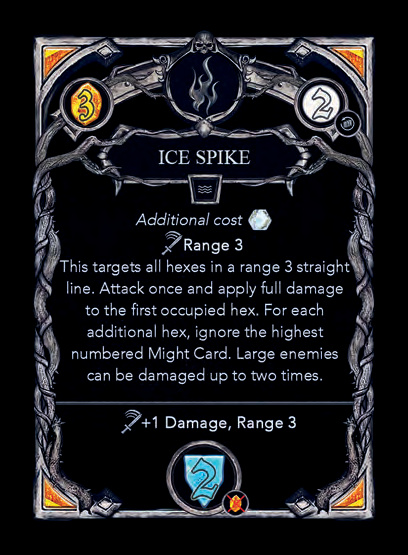 3
2
ICE SPIKE
Additional cost
Range 3
This targets all hexes in a range 3 straight
line. Attack once and apply full damage
to the first occupied hex. For each
additional hex, ignore the highest
numbered Might Card. Large enemies
can be damaged up to two times.
+1 Damage, Range 3
2